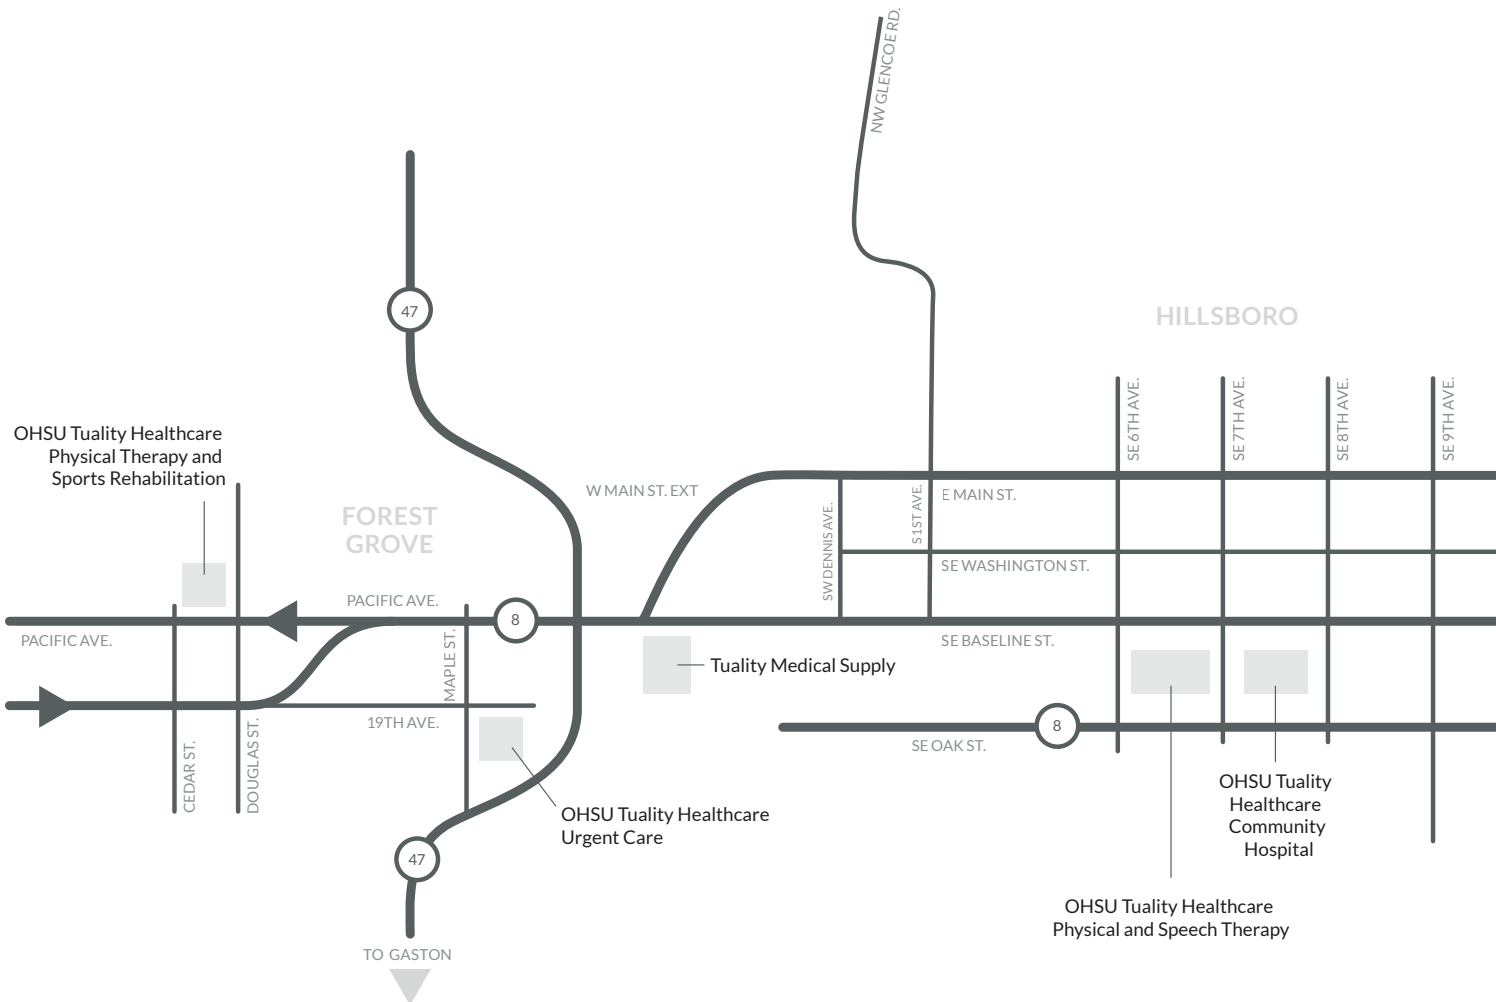 NW GLENCOE RD.
47
HILLSBORO
SE 6TH AVE.
SE 7TH AVE.
SE 8TH AVE.
SE 9TH AVE.
OHSU Tuality Healthcare
Physical Therapy and
Sports Rehabilitation
W MAIN ST. EXT
E MAIN ST.
FOREST
GROVE
SW DENNIS AVE.
S 1ST AVE.
SE WASHINGTON ST.
PACIFIC AVE.
8
PACIFIC AVE.
MAPLE ST.
SE BASELINE ST.
Tuality Medical Supply
19TH AVE.
8
SE OAK ST.
CEDAR ST.
DOUGLAS ST.
OHSU Tuality Healthcare
Urgent Care
OHSU Tuality
Healthcare
Community
Hospital
47
OHSU Tuality Healthcare
Physical and Speech Therapy
TO GASTON